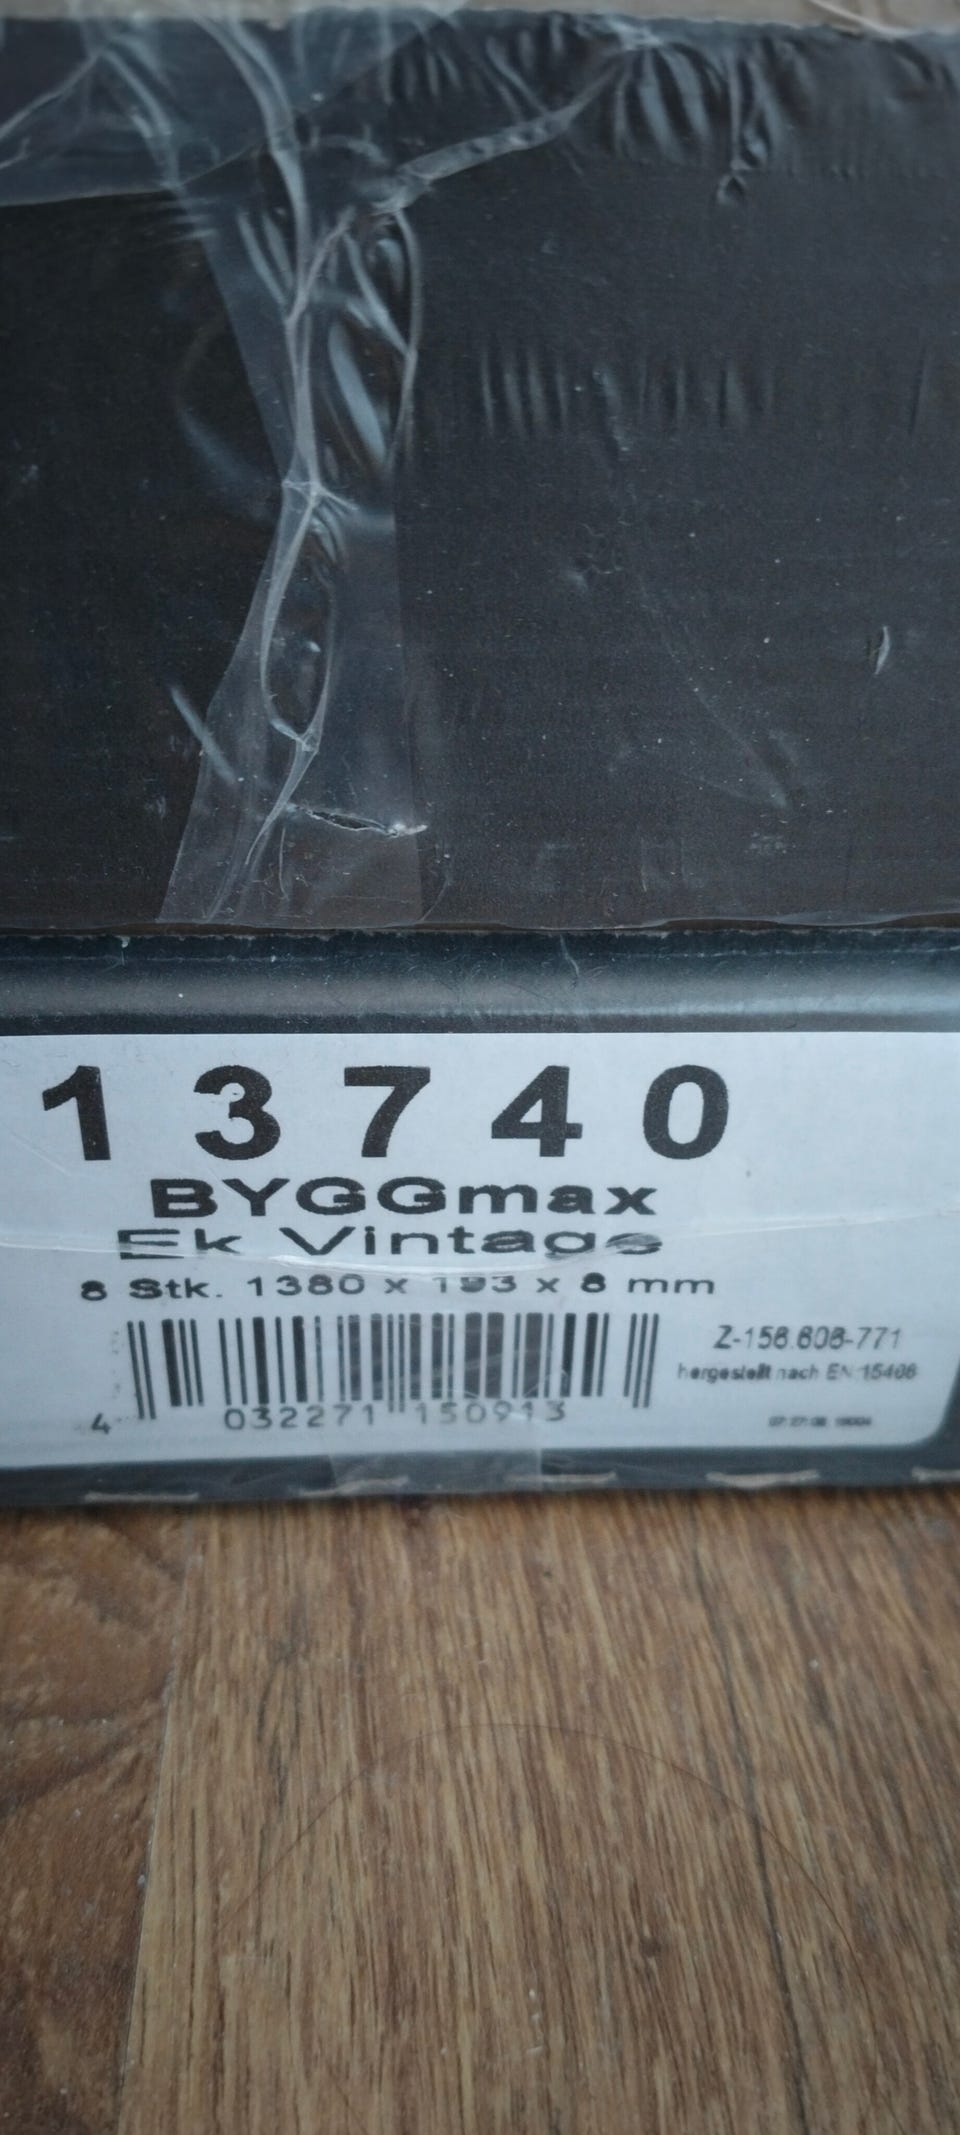 13740
BYGGmax
Ek Vintage
8 Stk. 1380 x 193 x 8 mm
Z-156.606-771
hergestellt nach EN 15468
4 032271 150913